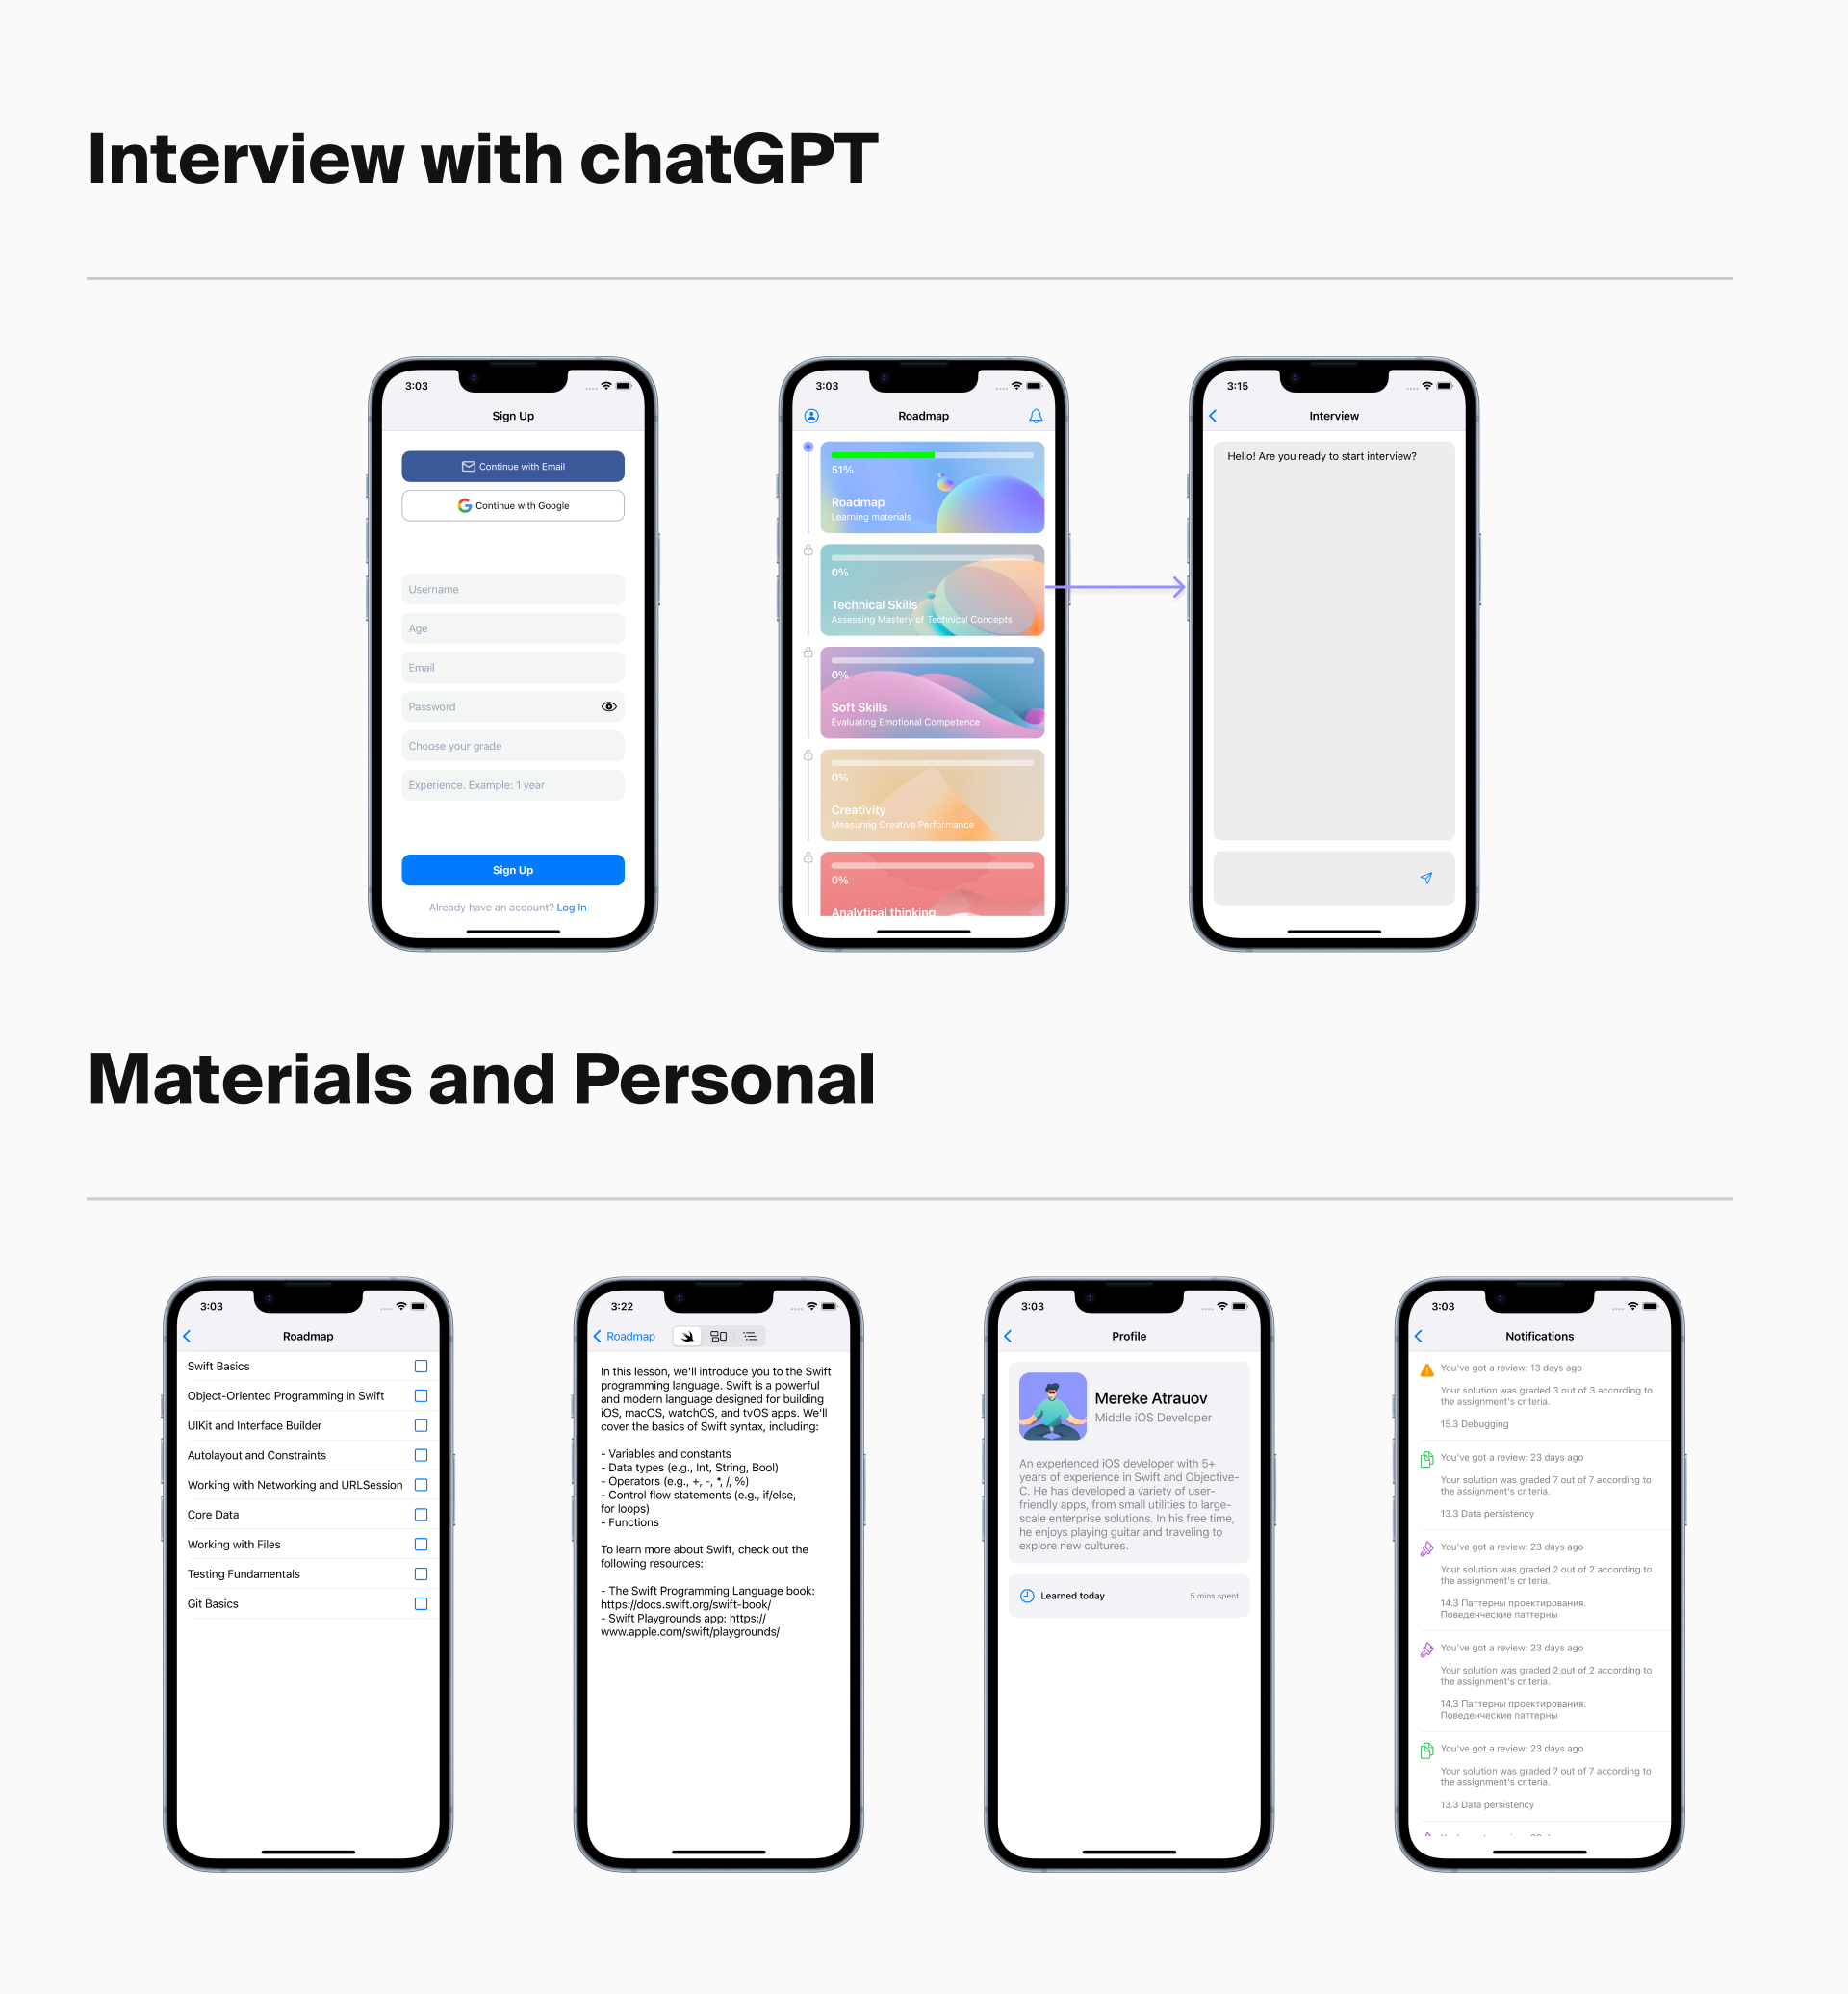 Interview with chatGPT
3:03
Sign Up
Continue with Email
Continue with Google
Username
Age
Email
Password
Choose your grade
Experience. Example: 1 year
Sign Up
Already have an account? Log In
3:03
Roadmap
51%
Roadmap
Learning materials
0%
Technical Skills
Assessing Mastery of Technical Concepts
0%
Soft Skills
Evaluating Emotional Competence
0%
Creativity
Measuring Creative Performance
0%
Analytical thinking
3:15
Interview
Hello! Are you ready to start interview?
Materials and Personal
3:03
Roadmap
Swift Basics
Object-Oriented Programming in Swift
UIKit and Interface Builder
Autolayout and Constraints
Working with Networking and URLSession
Core Data
Working with Files
Testing Fundamentals
Git Basics
3:22
Roadmap
In this lesson, we'll introduce you to the Swift
programming language. Swift is a powerful
and modern language designed for building
iOS, macOS, watchOS, and tvOS apps. We'll
cover the basics of Swift syntax, including:
- Variables and constants
- Data types (e.g., Int, String, Bool)
- Operators (e.g., +, -, *, /, %)
- Control flow statements (e.g., if/else,
for loops)
- Functions
To learn more about Swift, check out the
following resources:
- The Swift Programming Language book:
https://docs.swift.org/swift-book/
- Swift Playgrounds app: https://
www.apple.com/swift/playgrounds/
3:03
Profile
Mereke Atrauov
Middle iOS Developer
An experienced iOS developer with 5+
years of experience in Swift and Objective-
C. He has developed a variety of user-
friendly apps, from small utilities to large-
scale enterprise solutions. In his free time,
he enjoys playing guitar and traveling to
explore new cultures.
Learned today
5 mins spent
3:03
Notifications
You've got a review: 13 days ago
Your solution was graded 3 out of 3 according to
the assignment's criteria.
15.3 Debugging
You've got a review: 23 days ago
Your solution was graded 7 out of 7 according to
the assignment's criteria.
13.3 Data persistency
You've got a review: 23 days ago
Your solution was graded 2 out of 2 according to
the assignment's criteria.
14.3 Паттерны проектирования.
Поведенческие паттерны
You've got a review: 23 days ago
Your solution was graded 2 out of 2 according to
the assignment's criteria.
14.3 Паттерны проектирования.
Поведенческие паттерны
You've got a review: 23 days ago
Your solution was graded 7 out of 7 according to
the assignment's criteria.
13.3 Data persistency